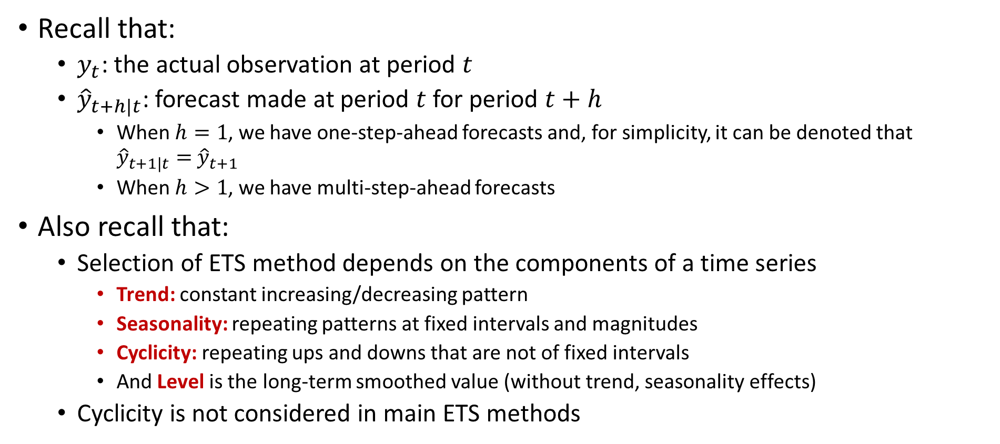 • Recall that:
• yₜ: the actual observation at period t
• ŷₜ₊ₕ|ₜ: forecast made at period t for period t + h
• When h = 1, we have one-step-ahead forecasts and, for simplicity, it can be denoted that
ŷₜ₊₁|ₜ = ŷₜ₊₁
• When h > 1, we have multi-step-ahead forecasts
• Also recall that:
• Selection of ETS method depends on the components of a time series
• Trend: constant increasing/decreasing pattern
• Seasonality: repeating patterns at fixed intervals and magnitudes
• Cyclicity: repeating ups and downs that are not of fixed intervals
• And Level is the long-term smoothed value (without trend, seasonality effects)
• Cyclicity is not considered in main ETS methods